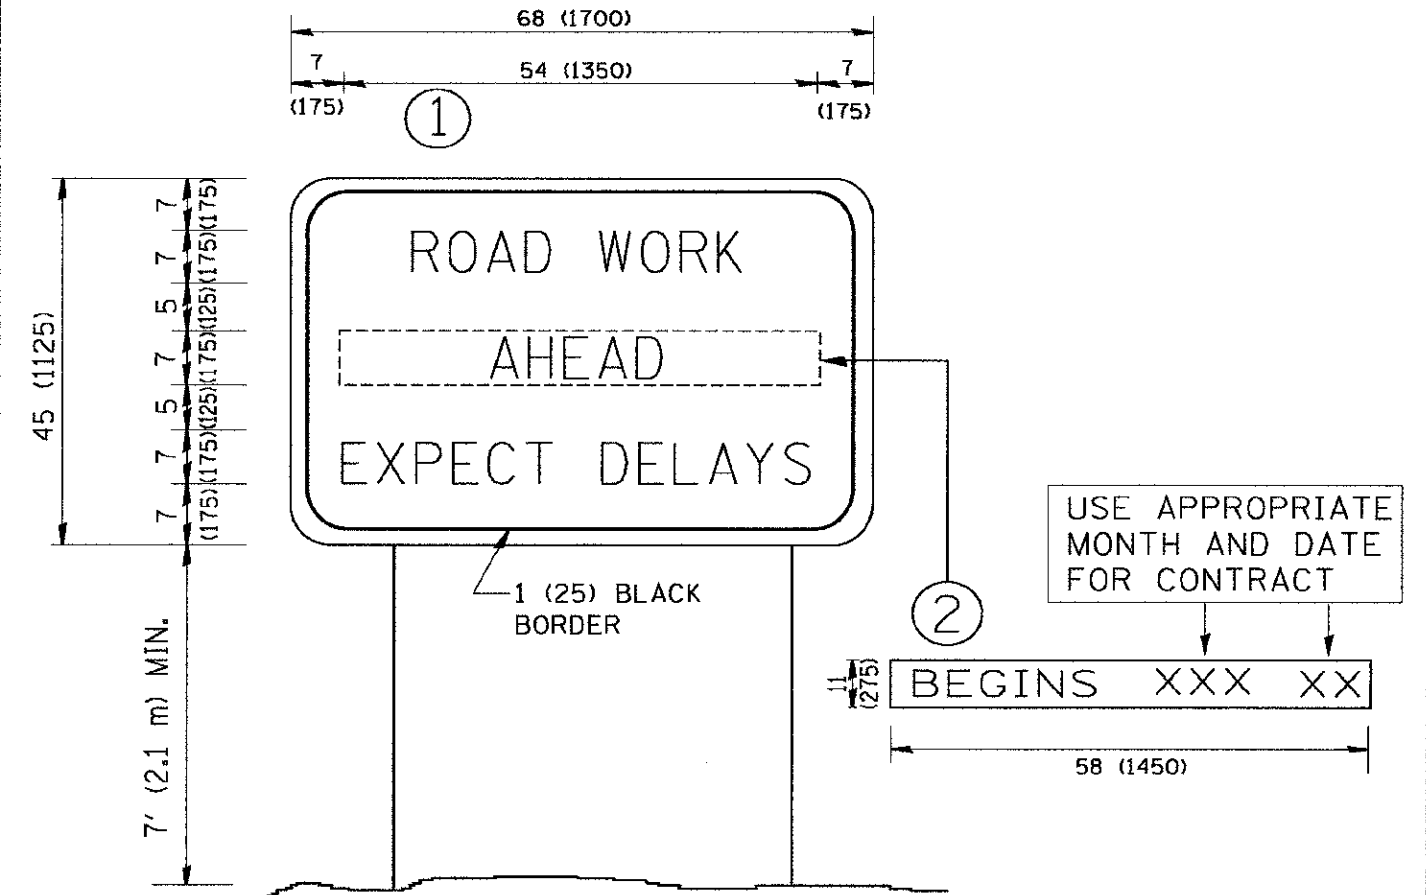 68 (1700)
7
54 (1350)
7
(175)
(175)
1
7
(175)
7
(175)
5
(125)
7
(175)
5
(125)
7
(175)
7
(175)
45 (1125)
ROAD WORK
AHEAD
EXPECT DELAYS
1 (25) BLACK
BORDER
7' (2.1 m) MIN.
USE APPROPRIATE
MONTH AND DATE
FOR CONTRACT
2
11
(275)
BEGINS XXX XX
58 (1450)